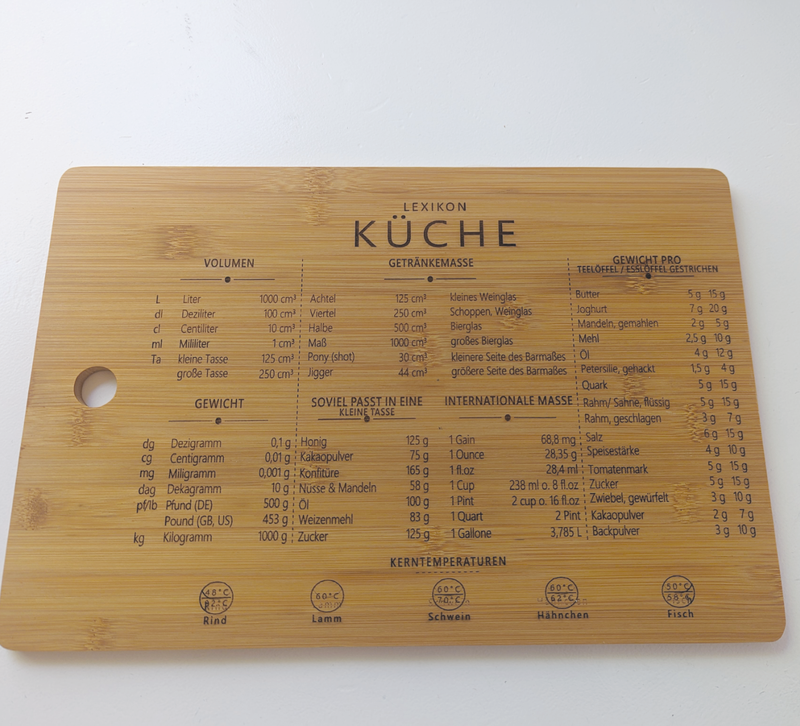 LEXIKON
KÜCHE
VOLUMEN
L Liter 1000 cm³
dl Deziliter 100 cm³
cl Centiliter 10 cm³
ml Mililiter 1 cm³
Ta kleine Tasse 125 cm³
große Tasse 250 cm³
GETRÄNKEMASSE
Achtel 125 cm³ kleines Weinglas
Viertel 250 cm³ Schoppen, Weinglas
Halbe 500 cm³ Bierglas
Maß 1000 cm³ großes Bierglas
Pony (shot) 30 cm³ kleinere Seite des Barmaßes
Jigger 44 cm³ größere Seite des Barmaßes
GEWICHT PRO
TEELÖFFEL / ESSLÖFFEL GESTRICHEN
Butter 5 g 15 g
Joghurt 7 g 20 g
Mandeln, gemahlen 2 g 5 g
Mehl 2,5 g 10 g
Öl 4 g 12 g
Petersilie, gehackt 1,5 g 4 g
Quark 5 g 15 g
Rahm/ Sahne, flüssig 5 g 15 g
Rahm, geschlagen 3 g 7 g
Salz 6 g 15 g
Speisestärke 4 g 10 g
Tomatenmark 5 g 15 g
Zucker 5 g 15 g
Zwiebel, gewürfelt 3 g 10 g
Kakaopulver 2 g 7 g
Backpulver 3 g 10 g
GEWICHT
dg Dezigramm 0,1 g
cg Centigramm 0,01 g
mg Miligramm 0,001 g
dag Dekagramm 10 g
pf/lb Pfund (DE) 500 g
Pound (GB, US) 453 g
kg Kilogramm 1000 g
SOVIEL PASST IN EINE
KLEINE TASSE
Honig 125 g
Kakaopulver 75 g
Konfitüre 165 g
Nüsse & Mandeln 58 g
Öl 100 g
Weizenmehl 83 g
Zucker 125 g
INTERNATIONALE MASSE
1 Gain 68,8 mg
1 Ounce 28,35 g
1 fl.oz 28,4 ml
1 Cup 238 ml o. 8 fl.oz
1 Pint 2 cup o. 16 fl.oz
1 Quart 2 Pint
1 Gallone 3,785 L
KERNTEMPERATUREN
60°C
60°C
70°C
60°C
62°C
50°C
Rind
Lamm
Schwein
Hähnchen
Fisch